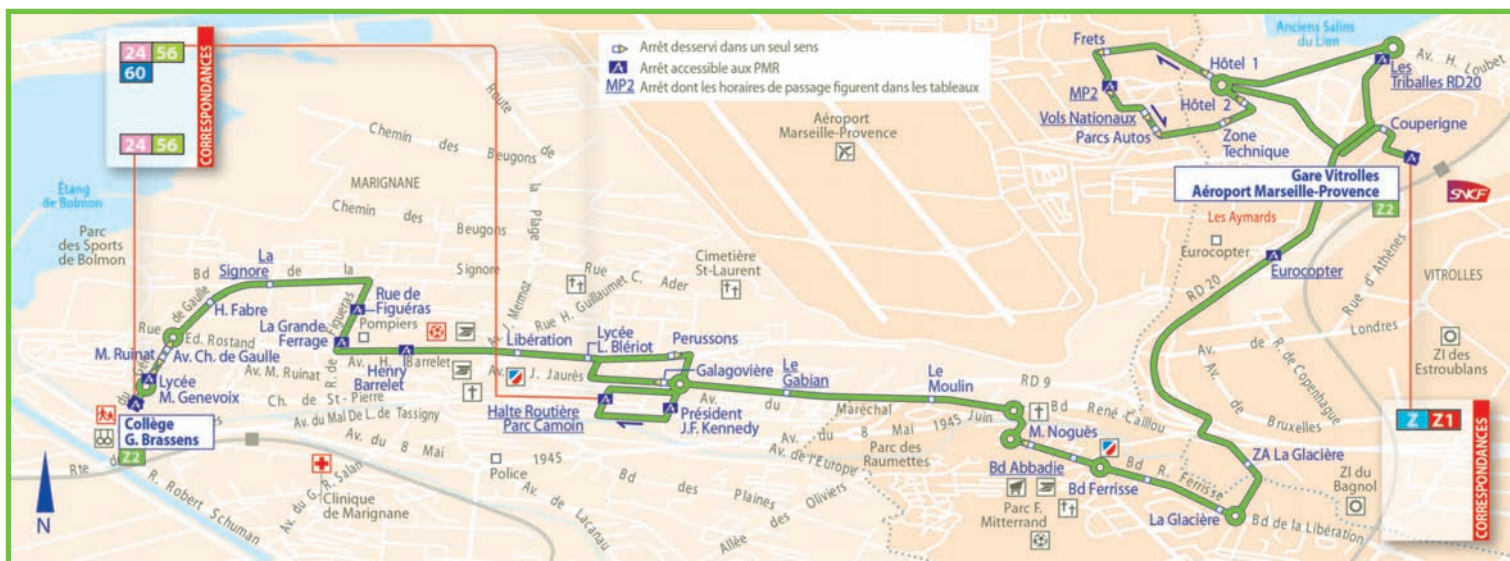 24 56
60
24 56
CORRESPONDANCES
Arrêt desservi dans un seul sens
Arrêt accessible aux PMR
MP2 Arrêt dont les horaires de passage figurent dans les tableaux
Anciens Salins
du Lion
Av. H. Loubet
Frets
Hôtel 1
Les
Triballes RD20
MP2
Hôtel 2
Vols Nationaux
Parcs Autos
Zone
Technique
Couperigne
Aéroport
Marseille-Provence
Gare Vitrolles
Aéroport Marseille-Provence
Z2
SNCF
Les Aymards
Eurocopter
Eurocopter
RD 20
Rue d'Athènes
VITROLLES
Londres
Av. de
R. de Copenhague
ZI des
Estroublans
Av. de
Bruxelles
Route de la Plage
Chemin des Beugons
MARIGNANE
Chemin des
Beugons
Étang
de Bolmon
Parc
des Sports
de Bolmon
La
Signore
Bd de la Signore
Rue de Gaulle
H. Fabre
Ed. Rostand
Av. Ch. de Gaulle
M. Ruinat
Lycée
M. Genevoix
Collège
G. Brassens
Z2
Rue de
Figuéras
La Grande
Ferrage
Pompiers
R. de Figueras
Av. M. Ruinat
Ch. de St-Pierre
Av. du Mal De L. de Tassigny
Henry
Barrelet
Av. H. Barrelet
Av. J. Mermoz
Rue H. Guillaumet C. Ader
Cimetière
St-Laurent
Libération
Lycée
L. Blériot
Perussons
Av. J. Jaurès
Galagovière
Halte Routière
Parc Camoin
Président
J.F. Kennedy
Le
Gabian
Le
Moulin
RD 9
Av. du Maréchal Juin
Av. du 8 Mai 1945
Av. de l'Europe
Parc des
Raumettes
M. Noguès
Bd René Caillou
Bd Abbadie
Parc F.
Mitterrand
Bd Ferrisse
Bd R. Ferrisse
La Glacière
ZA La Glacière
Bd de la Libération
ZI du
Bagnol
Z Z1
CORRESPONDANCES
Rte de
R. Robert Schuman
Av. du 8 Mai 1945
Av. du G. R. Salan
Clinique
de Marignane
Police
Av. de Lacanau
Bd des Plaines
Allée des Oliviers
N